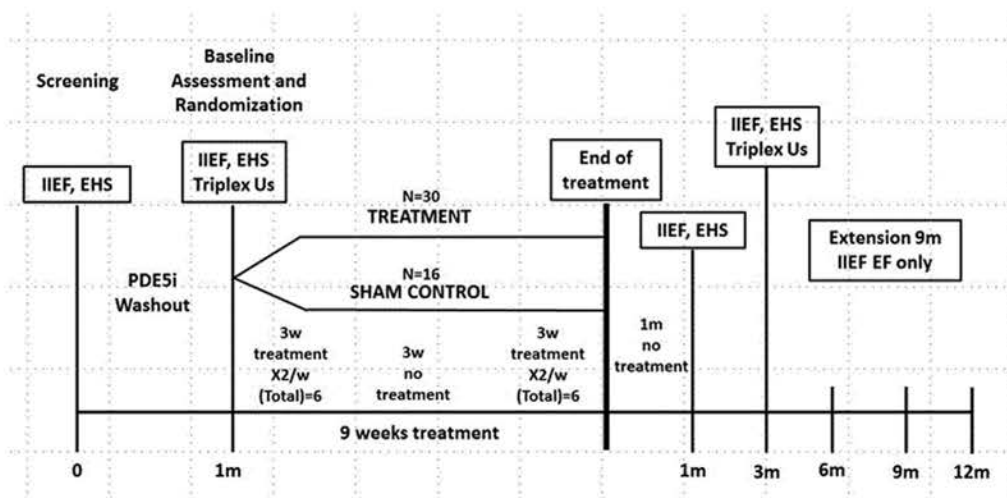 Screening
Baseline
Assessment and
Randomization
IIEF, EHS
IIEF, EHS
Triplex Us
PDE5i
Washout
N=30
TREATMENT
N=16
SHAM CONTROL
3w
treatment
X2/w
(Total)=6
3w
no
treatment
3w
treatment
X2/w
(Total)=6
9 weeks treatment
End of
treatment
1m
no
treatment
IIEF, EHS
IIEF, EHS
Triplex Us
Extension 9m
IIEF EF only
0
1m
1m
3m
6m
9m
12m